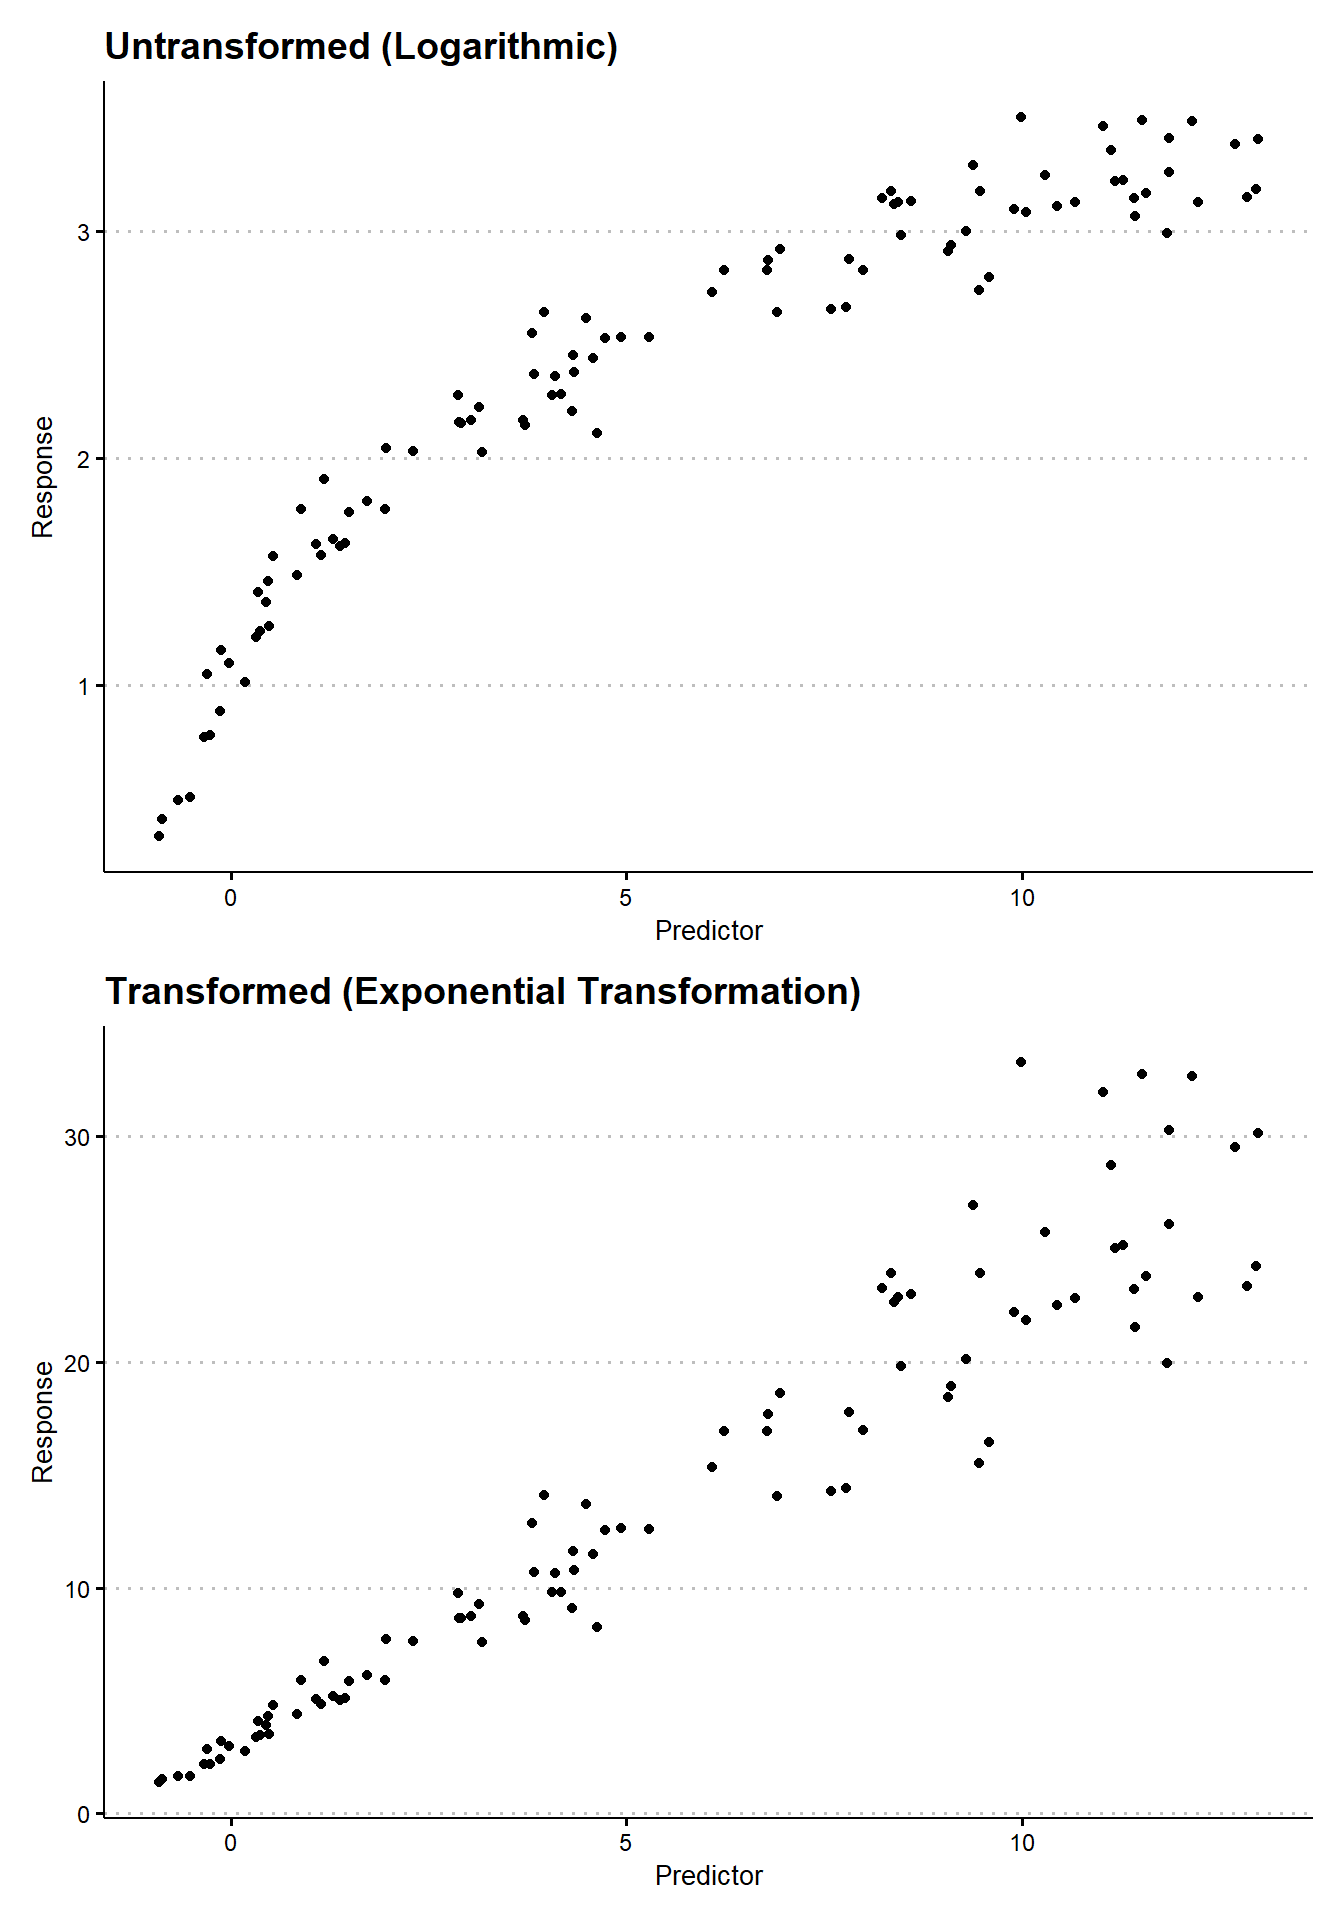 Untransformed (Logarithmic)
3
2
1
Response
0 5 10
Predictor
Transformed (Exponential Transformation)
30
20
10
0
Response
0 5 10
Predictor